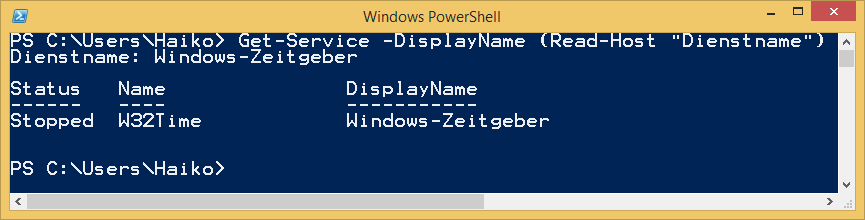 Windows PowerShell
PS C:\Users\Haiko> Get-Service -DisplayName (Read-Host "Dienstname")
Dienstname: Windows-Zeitgeber
Status   Name               DisplayName
------   ----               -----------
Stopped  W32Time            Windows-Zeitgeber
PS C:\Users\Haiko>